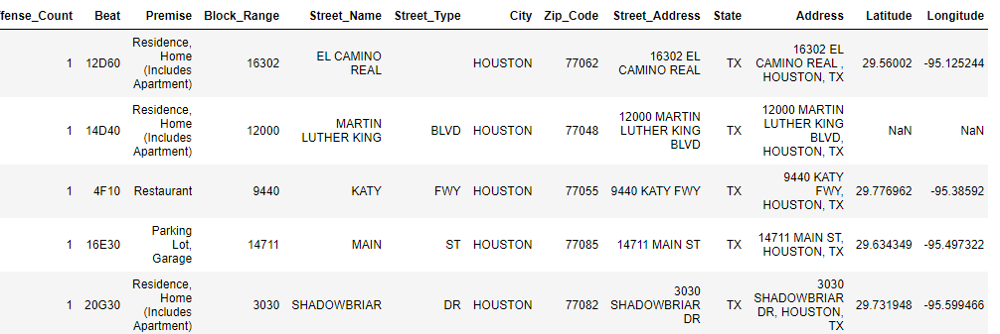 fense_Count Beat Premise Block_Range Street_Name Street_Type City Zip_Code Street_Address State Address Latitude Longitude
1 12D60 Residence, Home (Includes Apartment) 16302 EL CAMINO REAL HOUSTON 77062 16302 EL CAMINO REAL TX 16302 EL CAMINO REAL , HOUSTON, TX 29.56002 -95.125244
1 14D40 Residence, Home (Includes Apartment) 12000 MARTIN LUTHER KING BLVD HOUSTON 77048 12000 MARTIN LUTHER KING BLVD TX 12000 MARTIN LUTHER KING BLVD, HOUSTON, TX NaN NaN
1 4F10 Restaurant 9440 KATY FWY HOUSTON 77055 9440 KATY FWY TX 9440 KATY FWY, HOUSTON, TX 29.776962 -95.38592
1 16E30 Parking Lot, Garage 14711 MAIN ST HOUSTON 77085 14711 MAIN ST TX 14711 MAIN ST, HOUSTON, TX 29.634349 -95.497322
1 20G30 Residence, Home (Includes Apartment) 3030 SHADOWBRIAR DR HOUSTON 77082 3030 SHADOWBRIAR DR TX 3030 SHADOWBRIAR DR, HOUSTON, TX 29.731948 -95.599466